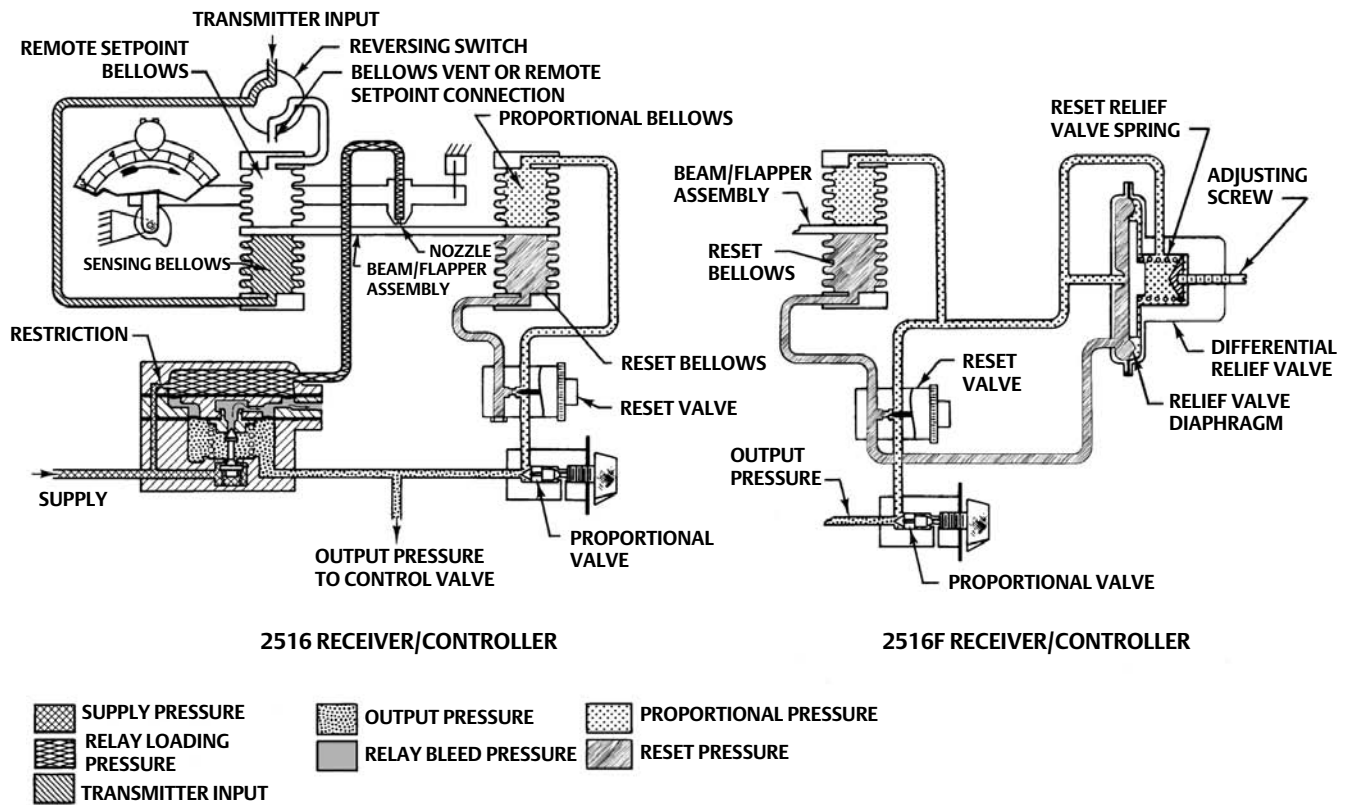 TRANSMITTER INPUT
REMOTE SETPOINT
BELLOWS
REVERSING SWITCH
BELLOWS VENT OR REMOTE
SETPOINT CONNECTION
PROPORTIONAL BELLOWS
SENSING BELLOWS
NOZZLE
BEAM/FLAPPER
ASSEMBLY
RESTRICTION
RESET BELLOWS
RESET VALVE
SUPPLY
OUTPUT PRESSURE
TO CONTROL VALVE
PROPORTIONAL
VALVE
2516 RECEIVER/CONTROLLER
RESET RELIEF
VALVE SPRING
BEAM/FLAPPER
ASSEMBLY
ADJUSTING
SCREW
RESET
BELLOWS
RESET
VALVE
DIFFERENTIAL
RELIEF VALVE
RELIEF VALVE
DIAPHRAGM
OUTPUT
PRESSURE
PROPORTIONAL VALVE
2516F RECEIVER/CONTROLLER
SUPPLY PRESSURE
RELAY LOADING
PRESSURE
TRANSMITTER INPUT
OUTPUT PRESSURE
RELAY BLEED PRESSURE
PROPORTIONAL PRESSURE
RESET PRESSURE